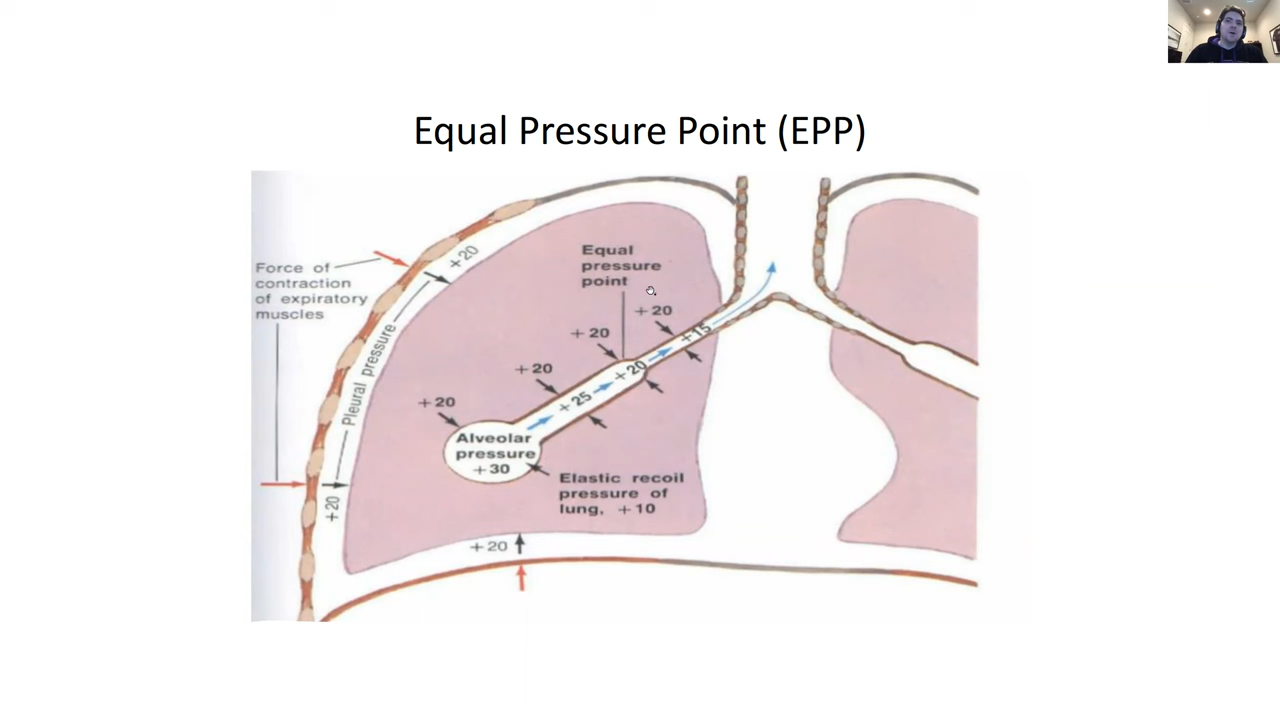 Equal Pressure Point (EPP)
Force of
contraction
of expiratory
muscles
Pleural pressure
+20
+20
Equal
pressure
point
+20
+20
+20
+20
+15
+20
+25
Alveolar
pressure
+30
Elastic recoil
pressure of
lung, +10
+20